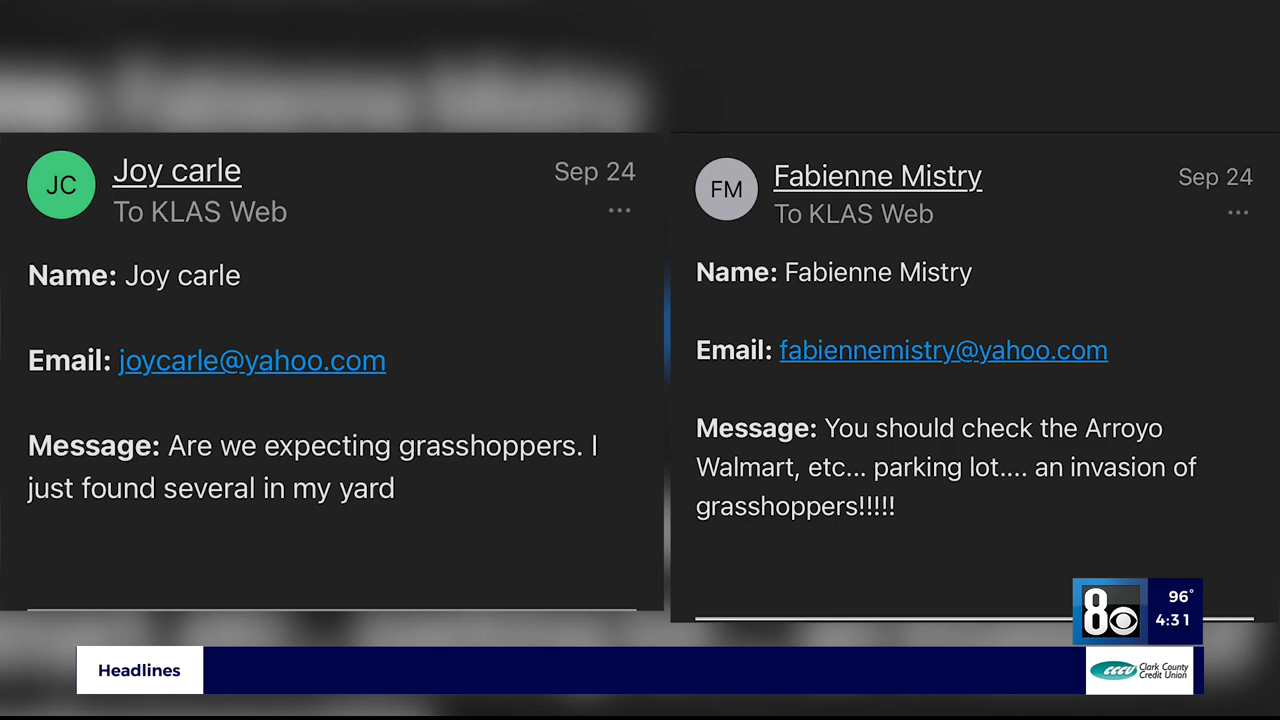 JC
Joy carle
Sep 24
To KLAS Web
...
Name: Joy carle
Email: joycarle@yahoo.com
Message: Are we expecting grasshoppers. I
just found several in my yard
FM
Fabienne Mistry
Sep 24
To KLAS Web
...
Name: Fabienne Mistry
Email: fabiennemistry@yahoo.com
Message: You should check the Arroyo
Walmart, etc... parking lot.... an invasion of
grasshoppers!!!!!
8
96°
4:31
Headlines
Clark County
Credit Union